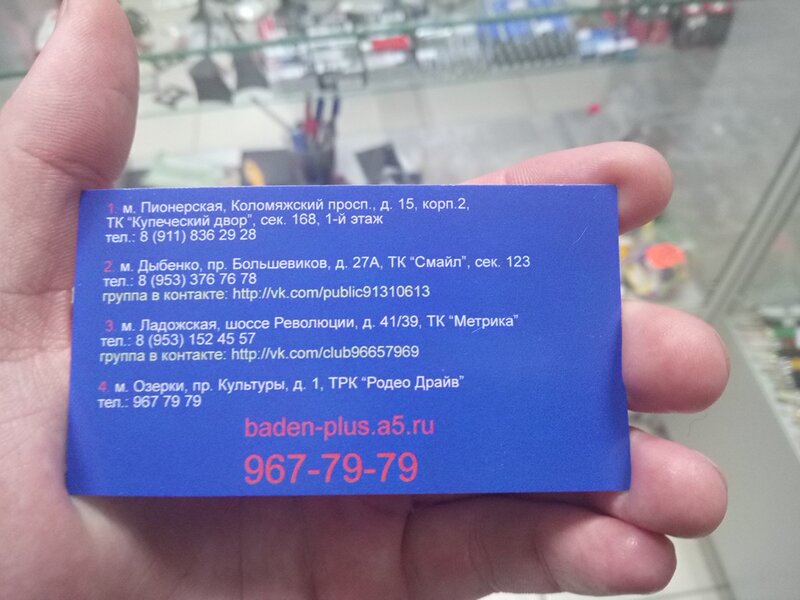 1. м. Пионерская, Коломяжский просп., д. 15, корп.2,
ТК "Купеческий двор", сек. 168, 1-й этаж
тел.: 8 (911) 836 29 28
2. м. Дыбенко, пр. Большевиков, д. 27А, ТК "Смайл", сек. 123
тел.: 8 (953) 376 76 78
группа в контакте: http://vk.com/public91310613
3. м. Ладожская, шоссе Революции, д. 41/39, ТК "Метрика"
тел.: 8 (953) 152 45 57
группа в контакте: http://vk.com/club96657969
4. м. Озерки, пр. Культуры, д. 1, ТРК "Родео Драйв"
тел.: 967 79 79
baden-plus.a5.ru
967-79-79